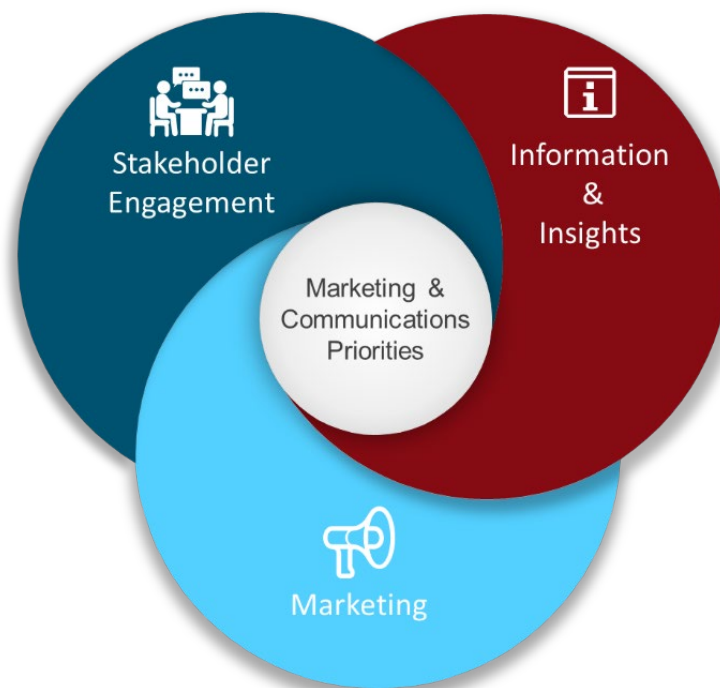 Stakeholder
Engagement
Information
&
Insights
Marketing &
Communications
Priorities
Marketing